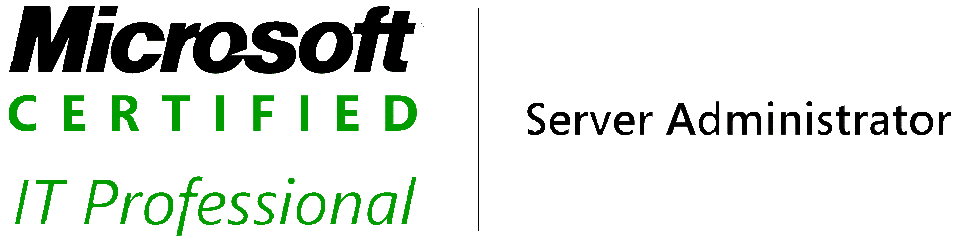 Microsoft
CERTIFIED
IT Professional
Server Administrator